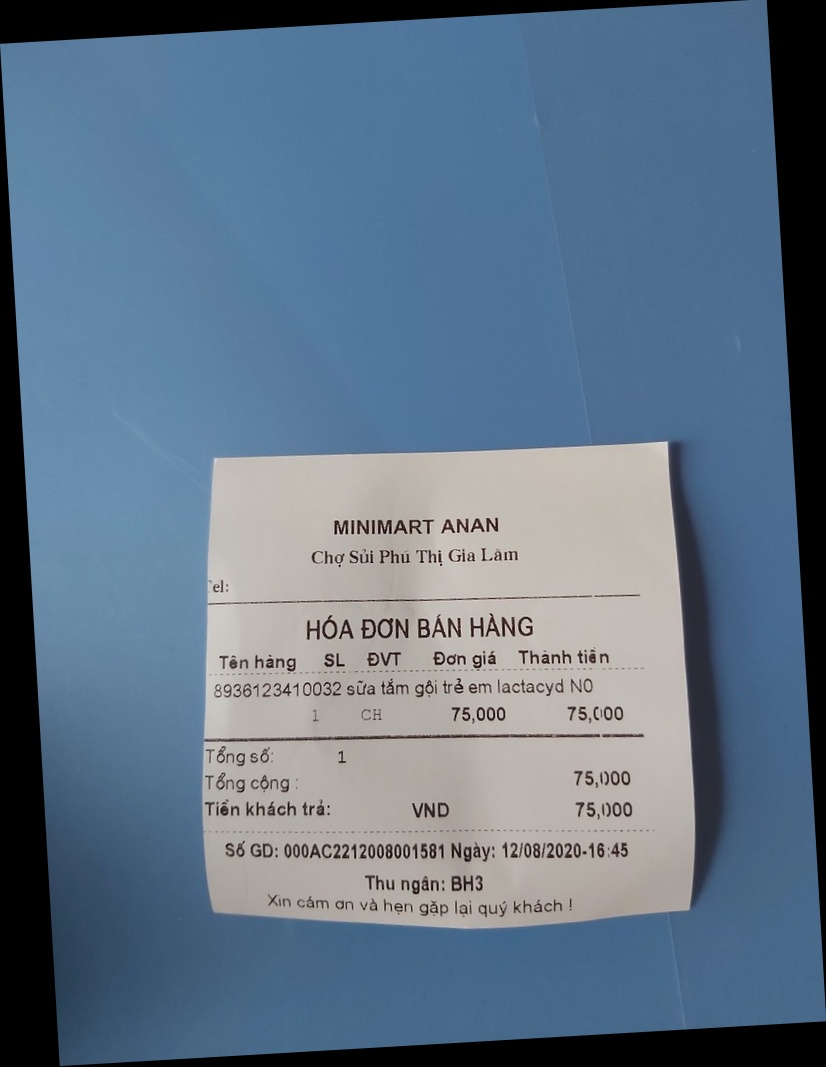 MINIMART ANAN
Chợ Sủi Phú Thị Gia Lâm
Tel:
HÓA ĐƠN BÁN HÀNG
Tên hàng SL ĐVT Đơn giá Thành tiền
8936123410032 sữa tắm gội trẻ em lactacyd N0
1 CH 75,000 75,000
Tổng số: 1
Tổng cộng : 75,000
Tiền khách trả: VND 75,000
Số GD: 000AC2212008001581 Ngày: 12/08/2020-16:45
Thu ngân: BH3
Xin cảm ơn và hẹn gặp lại quý khách !